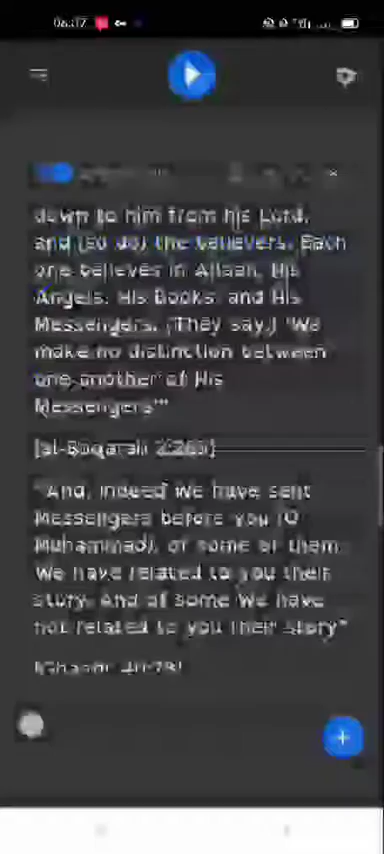 down to him from his Lord,
and (so do) the believers. Each
one believes in Allaah, His
Angels, His Books, and His
Messengers. (They say,) 'We
make no distinction between
one another of His
Messengers'"
[al-Baqarah 2:285]
"And, indeed We have sent
Messengers before you (O
Muhammad), of some of them
We have related to you their
story. And of some We have
not related to you their story"
[Ghaafir 40:78]